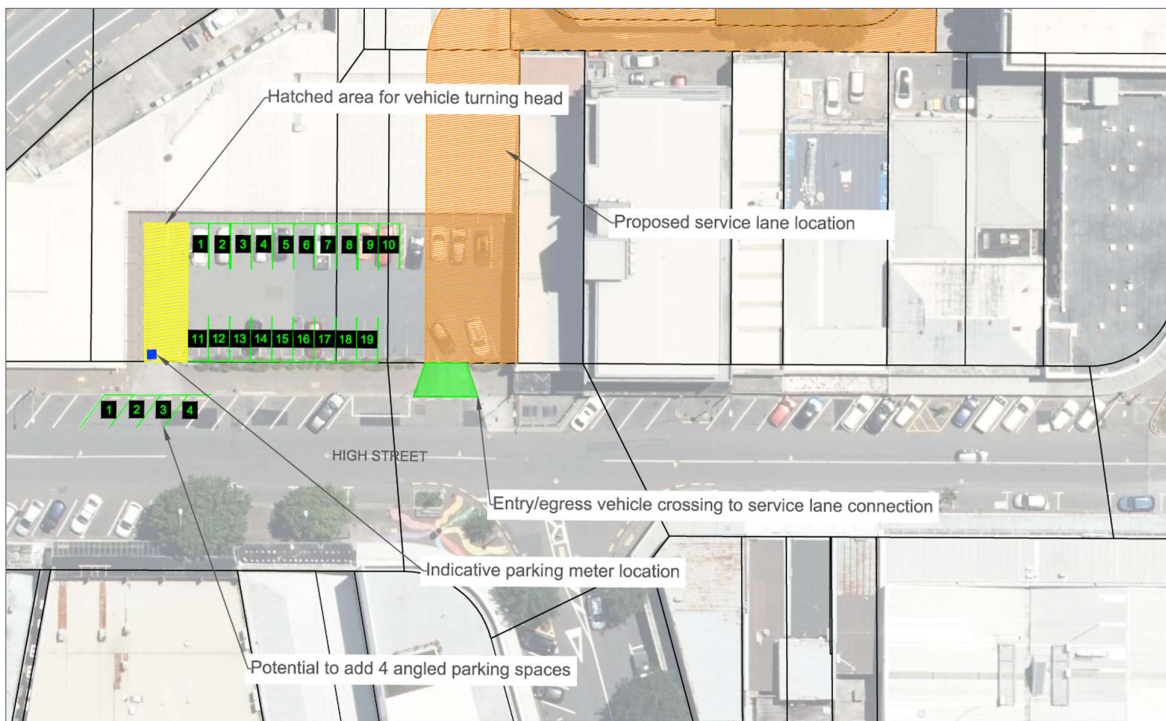 Hatched area for vehicle turning head
Proposed service lane location
1 2 3 4 5 6 7 8 9 10
11 12 13 14 15 16 17 18 19
1 2 3 4
HIGH STREET
Entry/egress vehicle crossing to service lane connection
Indicative parking meter location
Potential to add 4 angled parking spaces